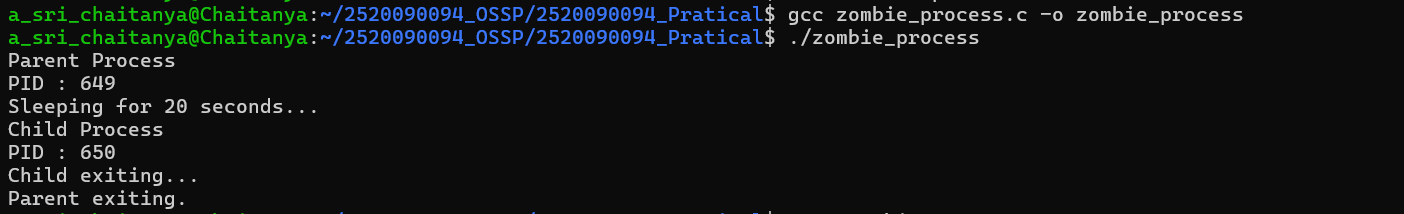 a_sri_chaitanya@Chaitanya:~/2520090094_OSSP/2520090094_Pratical$ gcc zombie_process.c -o zombie_process
a_sri_chaitanya@Chaitanya:~/2520090094_OSSP/2520090094_Pratical$ ./zombie_process
Parent Process
PID : 649
Sleeping for 20 seconds...
Child Process
PID : 650
Child exiting...
Parent exiting.